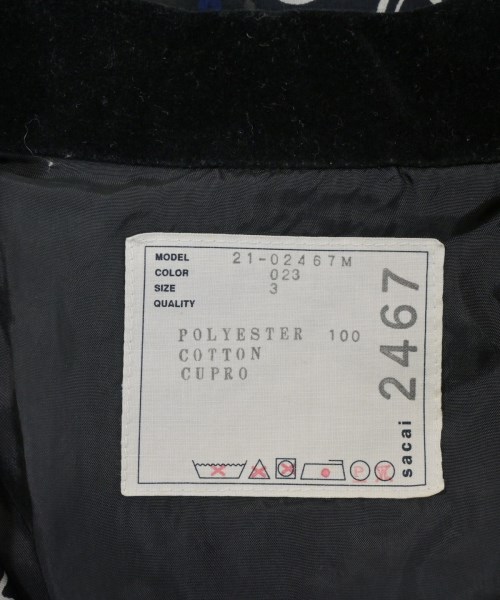 MODEL 21-02467M
COLOR 023
SIZE 3
QUALITY
POLYESTER 100
COTTON
CUPRO
sacai 2467
P
W